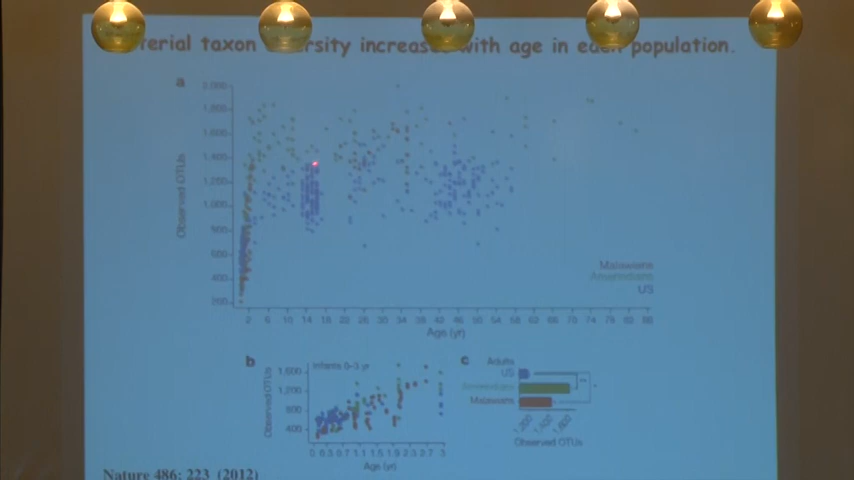 erial taxon ersity increases with age in each population.
a
2,000
1,800
1,600
1,400
1,200
1,000
800
600
400
200
Observed OTUs
2 6 10 14 18 22 26 30 34 38 42 46 50 54 58 62 66 70 74 78 82 86
Age (yr)
Malawians
Amerindians
US
b
Infants 0–3 yr
1,600
1,200
800
400
Observed OTUs
Age (yr)
c
Adults
US
Amerindians
Malawians
Observed OTUs
Nature 486: 223 (2012)